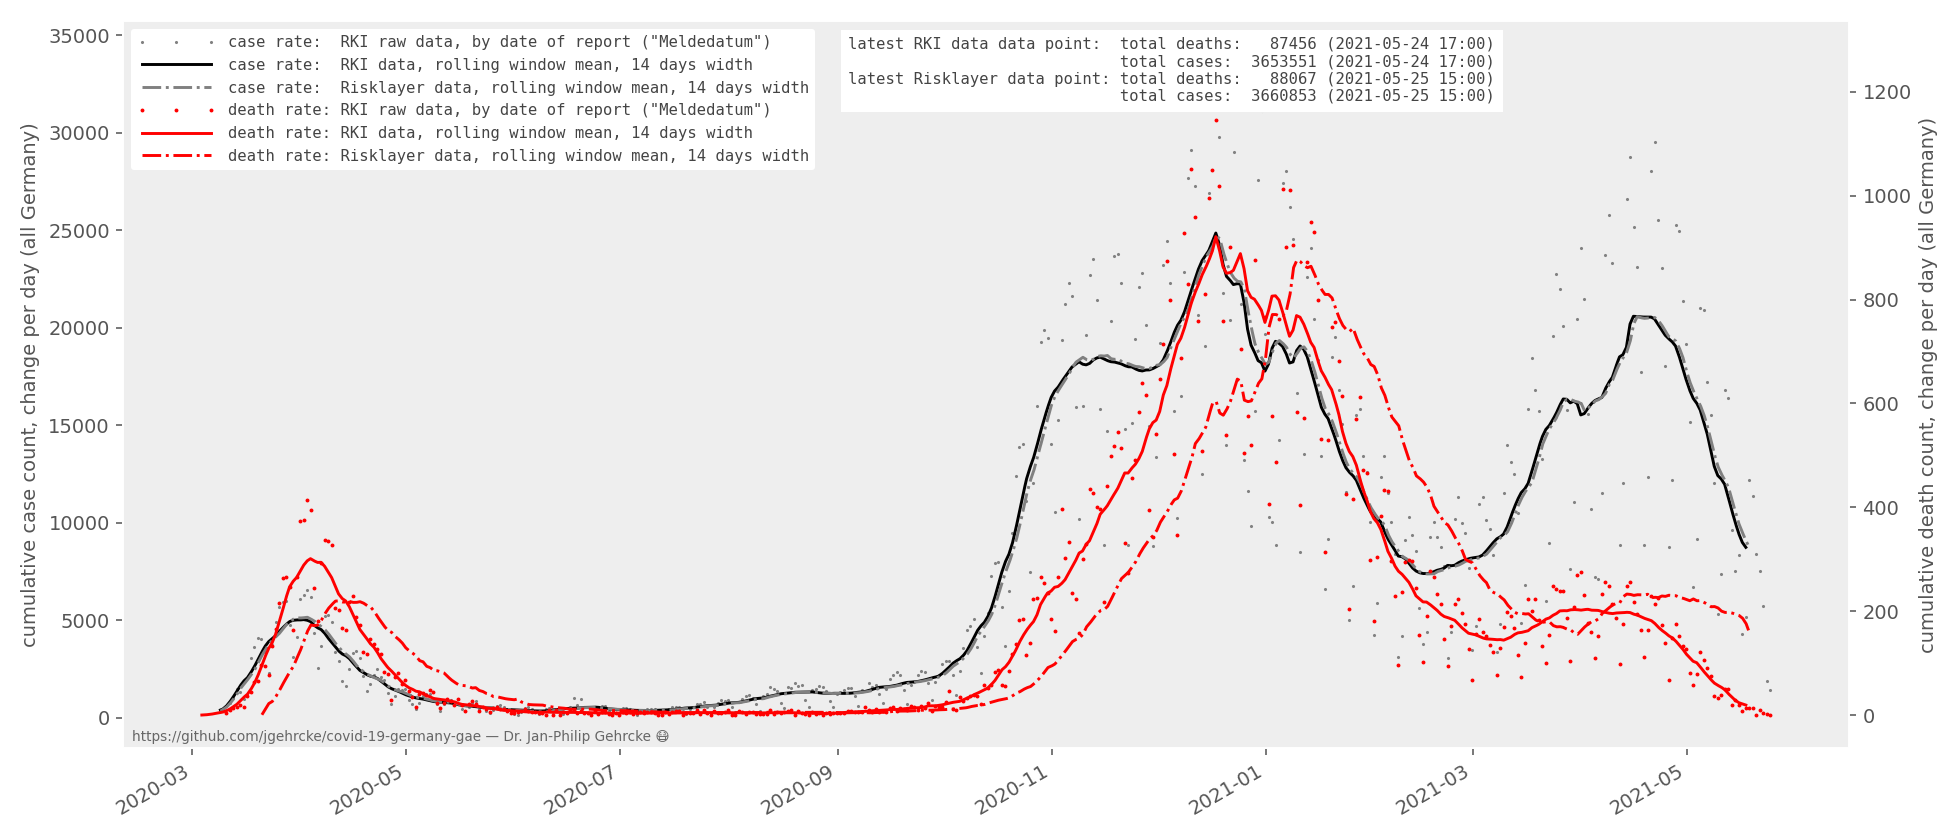 case rate:  RKI raw data, by date of report ("Meldedatum")
case rate:  RKI data, rolling window mean, 14 days width
case rate:  Risklayer data, rolling window mean, 14 days width
death rate: RKI raw data, by date of report ("Meldedatum")
death rate: RKI data, rolling window mean, 14 days width
death rate: Risklayer data, rolling window mean, 14 days width
latest RKI data data point:  total deaths:   87456 (2021-05-24 17:00)
total cases:  3653551 (2021-05-24 17:00)
latest Risklayer data point: total deaths:   88067 (2021-05-25 15:00)
total cases:  3660853 (2021-05-25 15:00)
cumulative case count, change per day (all Germany)
35000
30000
25000
20000
15000
10000
5000
0
1200
1000
800
600
400
200
0
cumulative death count, change per day (all Germany)
https://github.com/jgehrcke/covid-19-germany-gae — Dr. Jan-Philip Gehrcke 😷
2020-03
2020-05
2020-07
2020-09
2020-11
2021-01
2021-03
2021-05